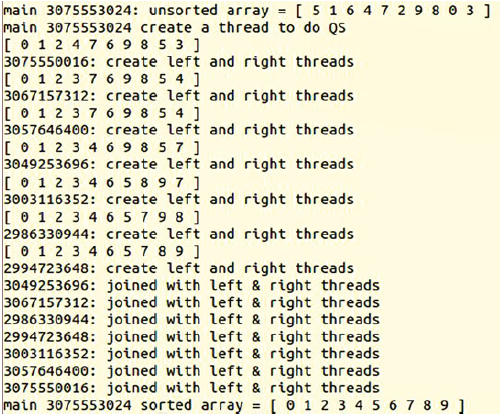 main 3075553024: unsorted array = [ 5 1 6 4 7 2 9 8 0 3 ]
main 3075553024 create a thread to do QS
[ 0 1 2 4 7 6 9 8 5 3 ]
3075550016: create left and right threads
[ 0 1 2 3 7 6 9 8 5 4 ]
3067157312: create left and right threads
[ 0 1 2 3 7 6 9 8 5 4 ]
3057646400: create left and right threads
[ 0 1 2 3 4 6 9 8 5 7 ]
3049253696: create left and right threads
[ 0 1 2 3 4 6 5 8 9 7 ]
3003116352: create left and right threads
[ 0 1 2 3 4 6 5 7 9 8 ]
2986330944: create left and right threads
[ 0 1 2 3 4 6 5 7 8 9 ]
2994723648: create left and right threads
3049253696: joined with left & right threads
3067157312: joined with left & right threads
2986330944: joined with left & right threads
2994723648: joined with left & right threads
3003116352: joined with left & right threads
3057646400: joined with left & right threads
3075550016: joined with left & right threads
main 3075553024 sorted array = [ 0 1 2 3 4 5 6 7 8 9 ]